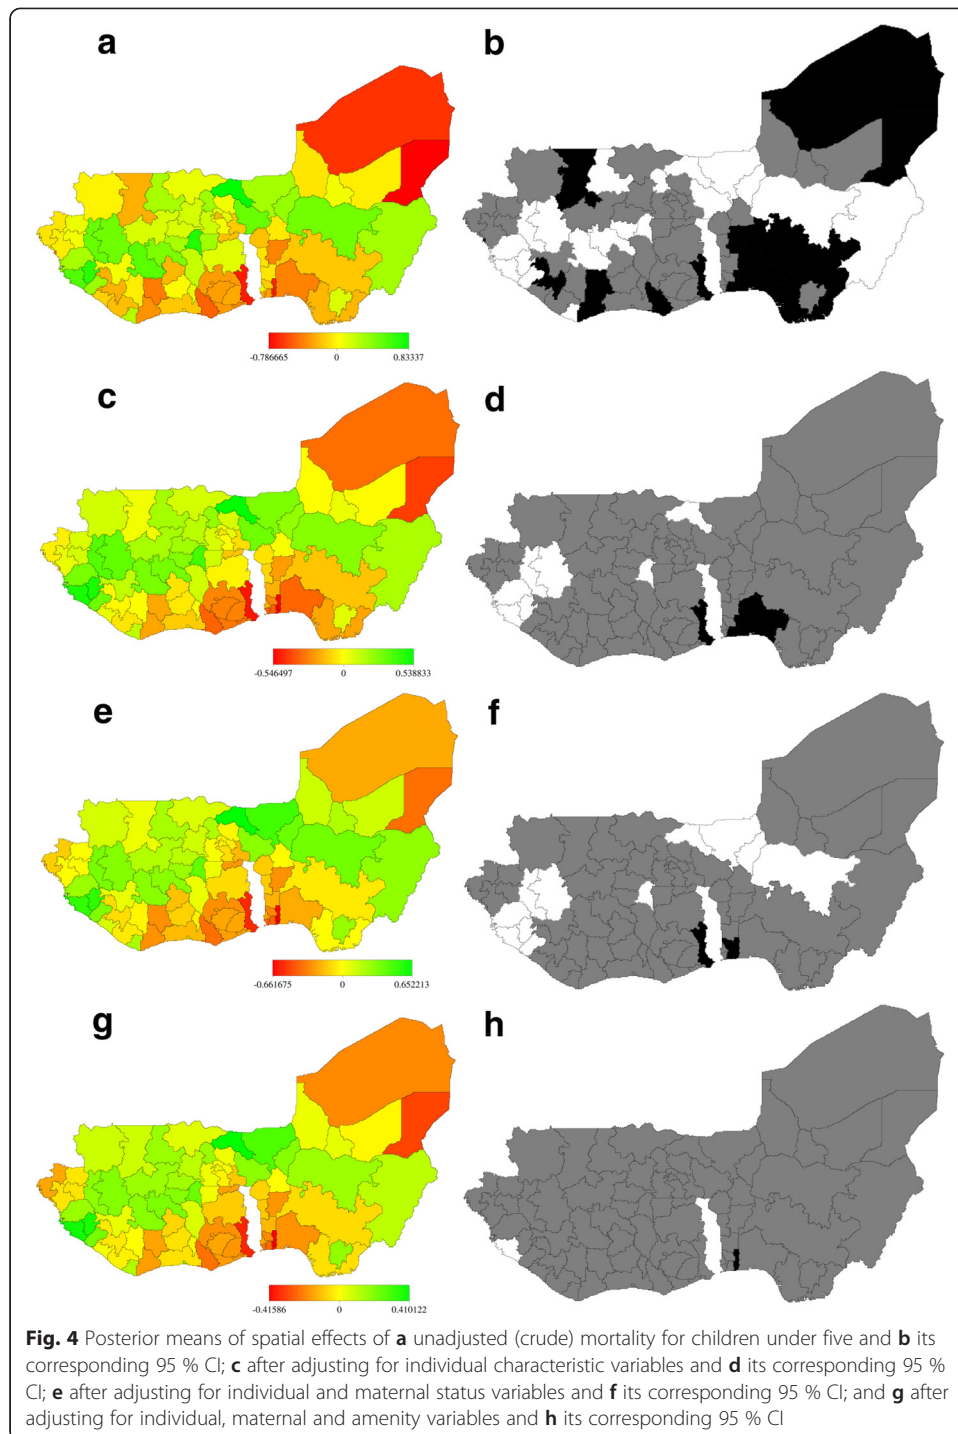 a
b
-0.786665 0 0.83337
c
d
-0.546497 0 0.538833
e
f
-0.661675 0 0.652213
g
h
-0.41586 0 0.410122
Fig. 4 Posterior means of spatial effects of a unadjusted (crude) mortality for children under five and b its
corresponding 95 % CI; c after adjusting for individual characteristic variables and d its corresponding 95 %
CI; e after adjusting for individual and maternal status variables and f its corresponding 95 % CI; and g after
adjusting for individual, maternal and amenity variables and h its corresponding 95 % CI